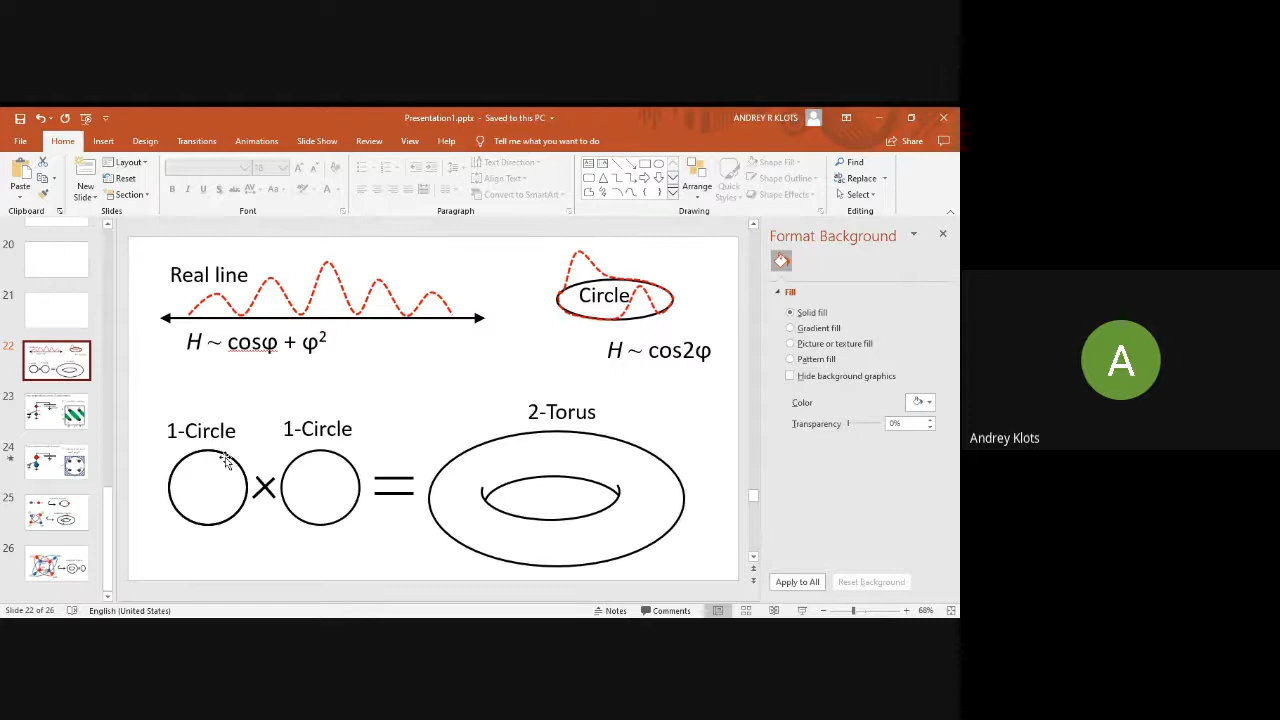 Presentation1.pptx - Saved to this PC
ANDREY R KLOTS
File Home Insert Design Transitions Animations Slide Show Review View Help Tell me what you want to do Share
Paste
Clipboard
New Slide
Layout
Reset
Section
Slides
B I U S
Font
Text Direction
Align Text
Convert to SmartArt
Paragraph
Arrange
Quick Styles
Shape Fill
Shape Outline
Shape Effects
Drawing
Find
Replace
Select
Editing
20
21
22
23
24
25
26
Real line
H ~ cosφ + φ²
Circle
H ~ cos2φ
1-Circle
1-Circle
2-Torus
×
=
Format Background
Fill
Solid fill
Gradient fill
Picture or texture fill
Pattern fill
Hide background graphics
Color
Transparency 0%
Apply to All Reset Background
Slide 22 of 26 English (United States) Notes Comments 68%
A
Andrey Klots